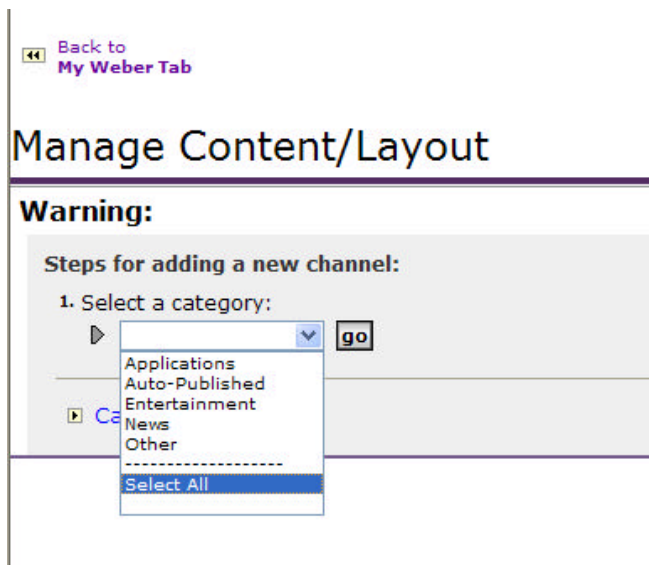 Back to
My Weber Tab
Manage Content/Layout
Warning:
Steps for adding a new channel:
1. Select a category:
go
Applications
Auto-Published
Entertainment
News
Other
-------------------
Select All